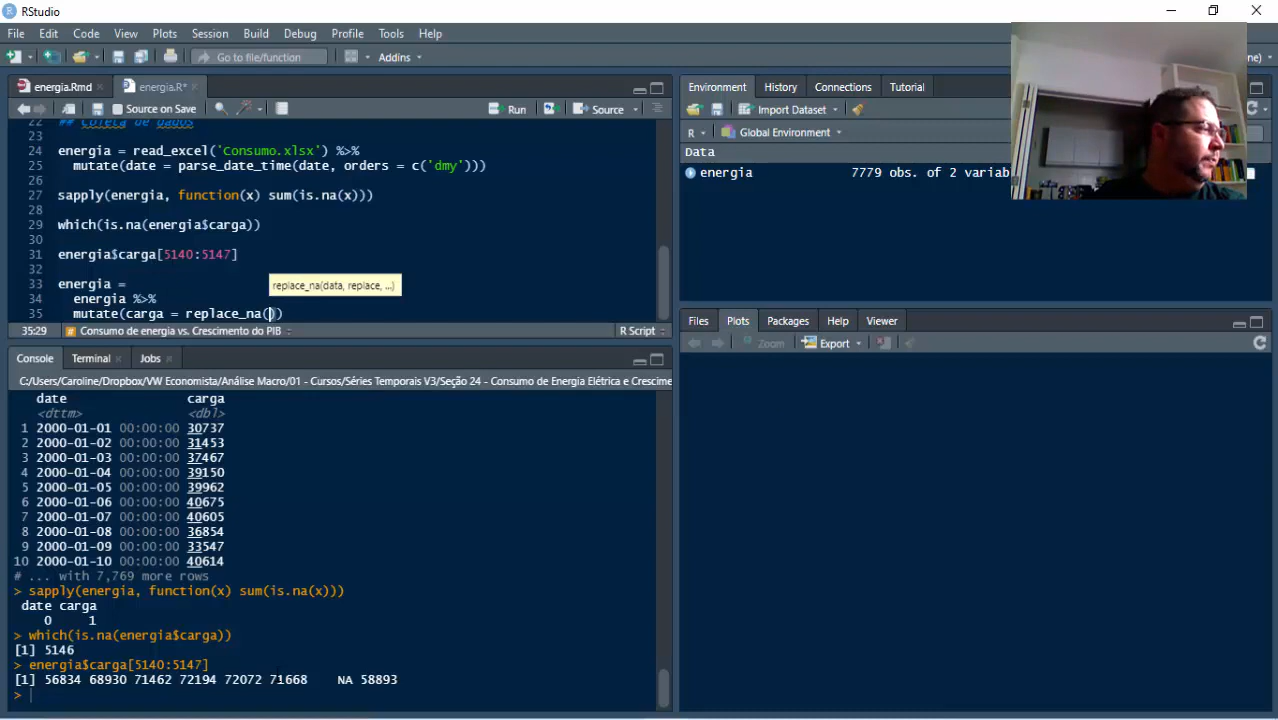 RStudio
File Edit Code View Plots Session Build Debug Profile Tools Help
Go to file/function Addins
energia.Rmd energia.R*
Source on Save Run Source
22 ## Coleta de dados
23
24 energia = read_excel('Consumo.xlsx') %>%
25 mutate(date = parse_date_time(date, orders = c('dmy')))
26
27 sapply(energia, function(x) sum(is.na(x)))
28
29 which(is.na(energia$carga))
30
31 energia$carga[5140:5147]
32
33 energia =
replace_na(data, replace, ...)
34 energia %>%
35 mutate(carga = replace_na())
35:29 Consumo de energia vs. Crescimento do PIB R Script
Console Terminal Jobs
C:/Users/Caroline/Dropbox/VW Economista/Análise Macro/01 - Cursos/Séries Temporais V3/Seção 24 - Consumo de Energia Elétrica e Crescime
date carga
<dttm> <dbl>
1 2000-01-01 00:00:00 30737
2 2000-01-02 00:00:00 31453
3 2000-01-03 00:00:00 37467
4 2000-01-04 00:00:00 39150
5 2000-01-05 00:00:00 39962
6 2000-01-06 00:00:00 40675
7 2000-01-07 00:00:00 40605
8 2000-01-08 00:00:00 36854
9 2000-01-09 00:00:00 33547
10 2000-01-10 00:00:00 40614
# ... with 7,769 more rows
> sapply(energia, function(x) sum(is.na(x)))
date carga
0 1
> which(is.na(energia$carga))
[1] 5146
> energia$carga[5140:5147]
[1] 56834 68930 71462 72194 72072 71668 NA 58893
>
Environment History Connections Tutorial
Import Dataset
R Global Environment
Data
energia 7779 obs. of 2 variab
Files Plots Packages Help Viewer
Zoom Export